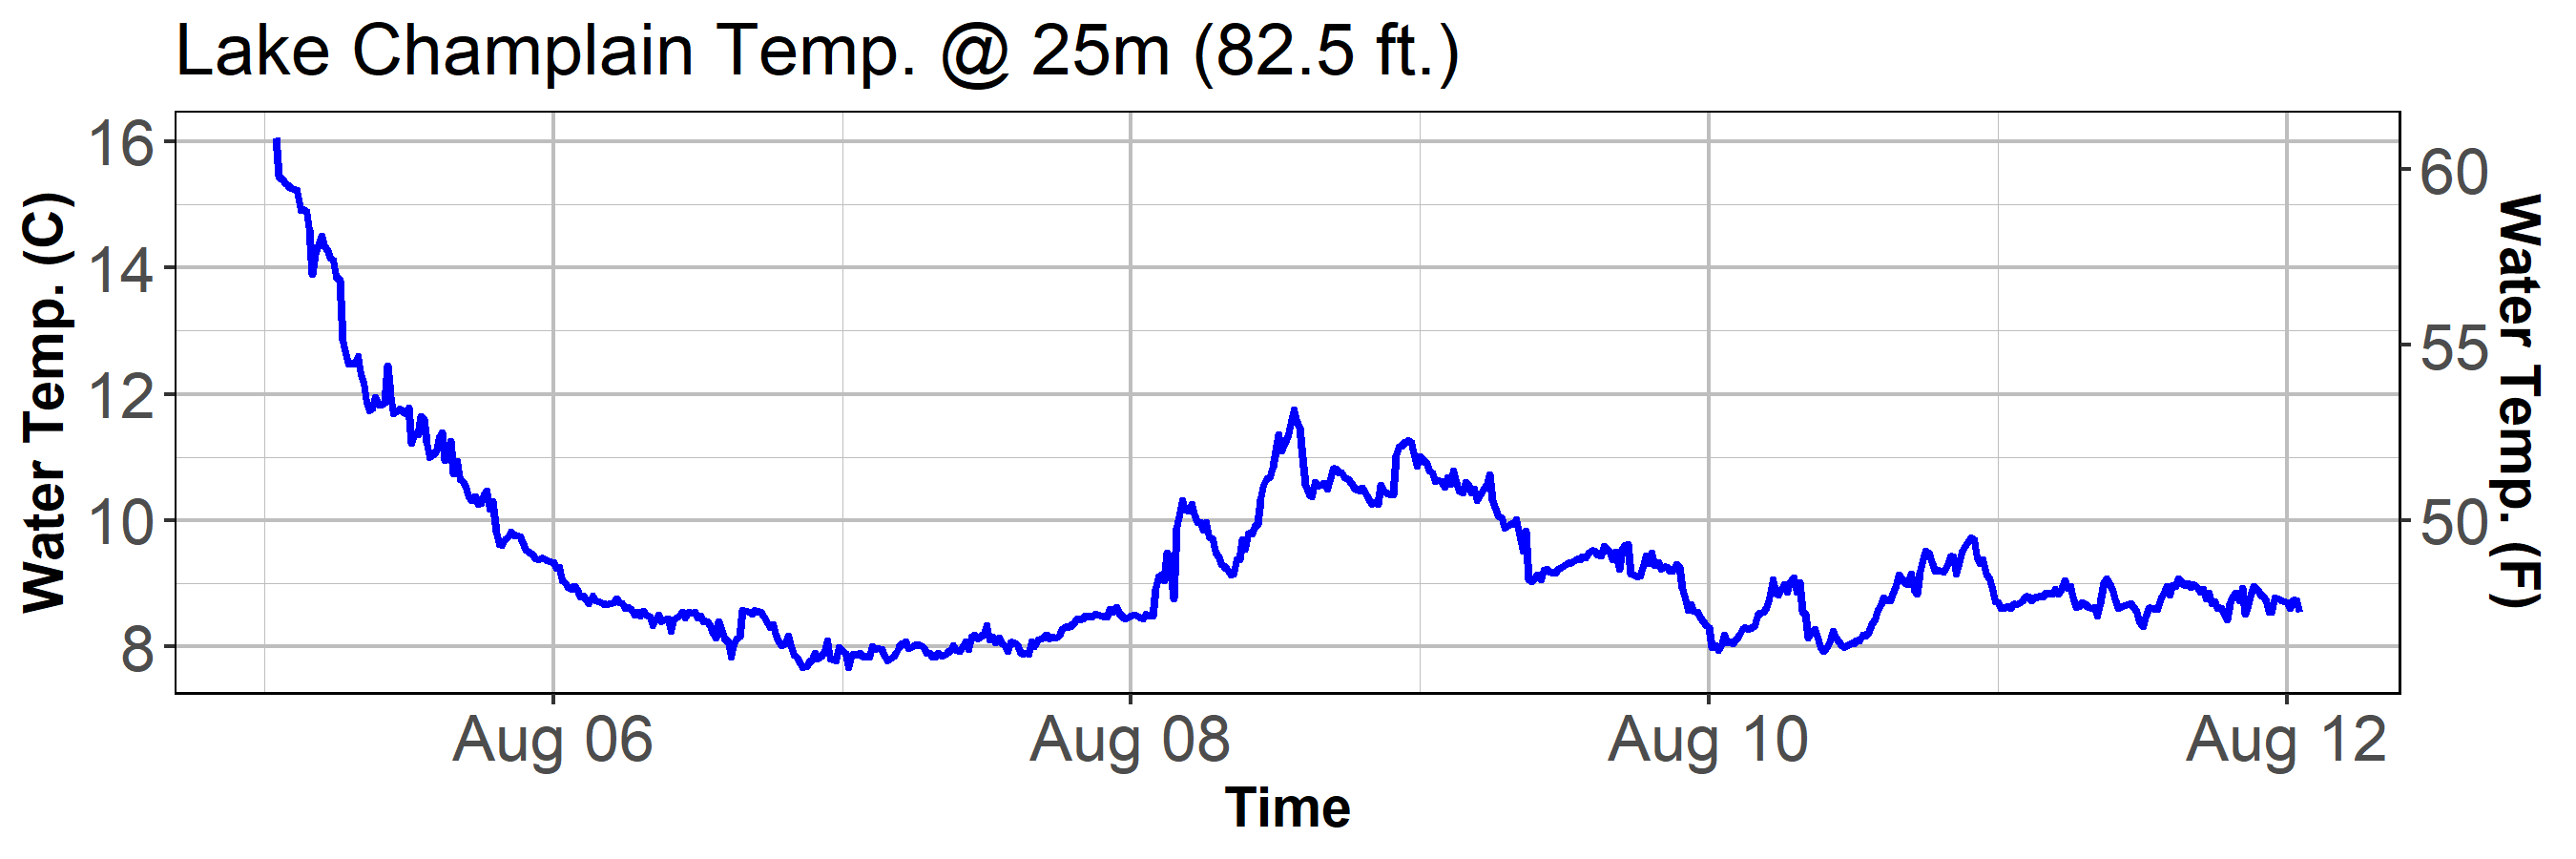 Lake Champlain Temp. @ 25m (82.5 ft.)
Water Temp. (C)
16
14
12
10
8
60
55
50
Water Temp. (F)
Aug 06
Aug 08
Aug 10
Aug 12
Time